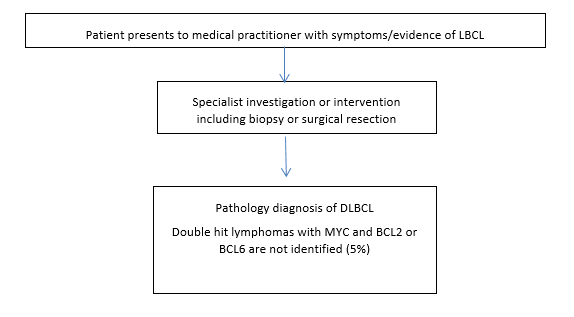 Patient presents to medical practitioner with symptoms/evidence of LBCL
Specialist investigation or intervention
including biopsy or surgical resection
Pathology diagnosis of DLBCL
Double hit lymphomas with MYC and BCL2 or
BCL6 are not identified (5%)